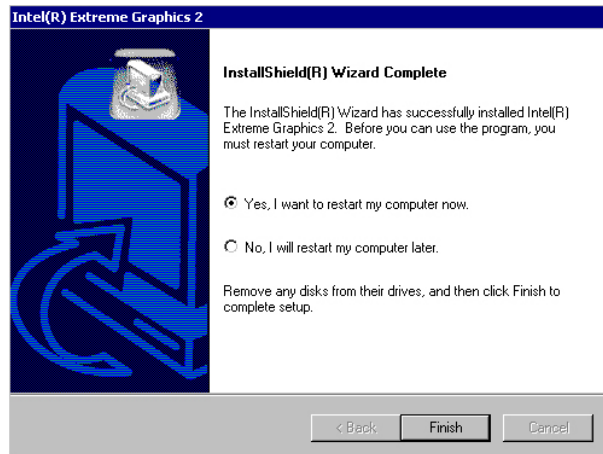 Intel(R) Extreme Graphics 2
InstallShield(R) Wizard Complete
The InstallShield(R) Wizard has successfully installed Intel(R)
Extreme Graphics 2.  Before you can use the program, you
must restart your computer.
Yes, I want to restart my computer now.
No, I will restart my computer later.
Remove any disks from their drives, and then click Finish to
complete setup.
< Back
Finish
Cancel